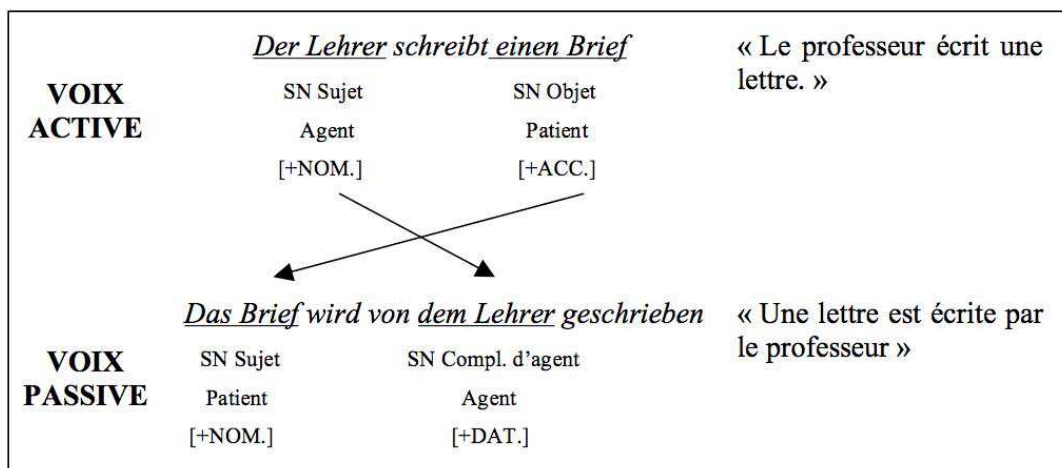 Der Lehrer schreibt einen Brief
« Le professeur écrit une
lettre. »
VOIX
ACTIVE
SN Sujet SN Objet
Agent Patient
[+NOM.] [+ACC.]
Das Brief wird von dem Lehrer geschrieben
« Une lettre est écrite par
le professeur »
VOIX
PASSIVE
SN Sujet SN Compl. d’agent
Patient Agent
[+NOM.] [+DAT.]